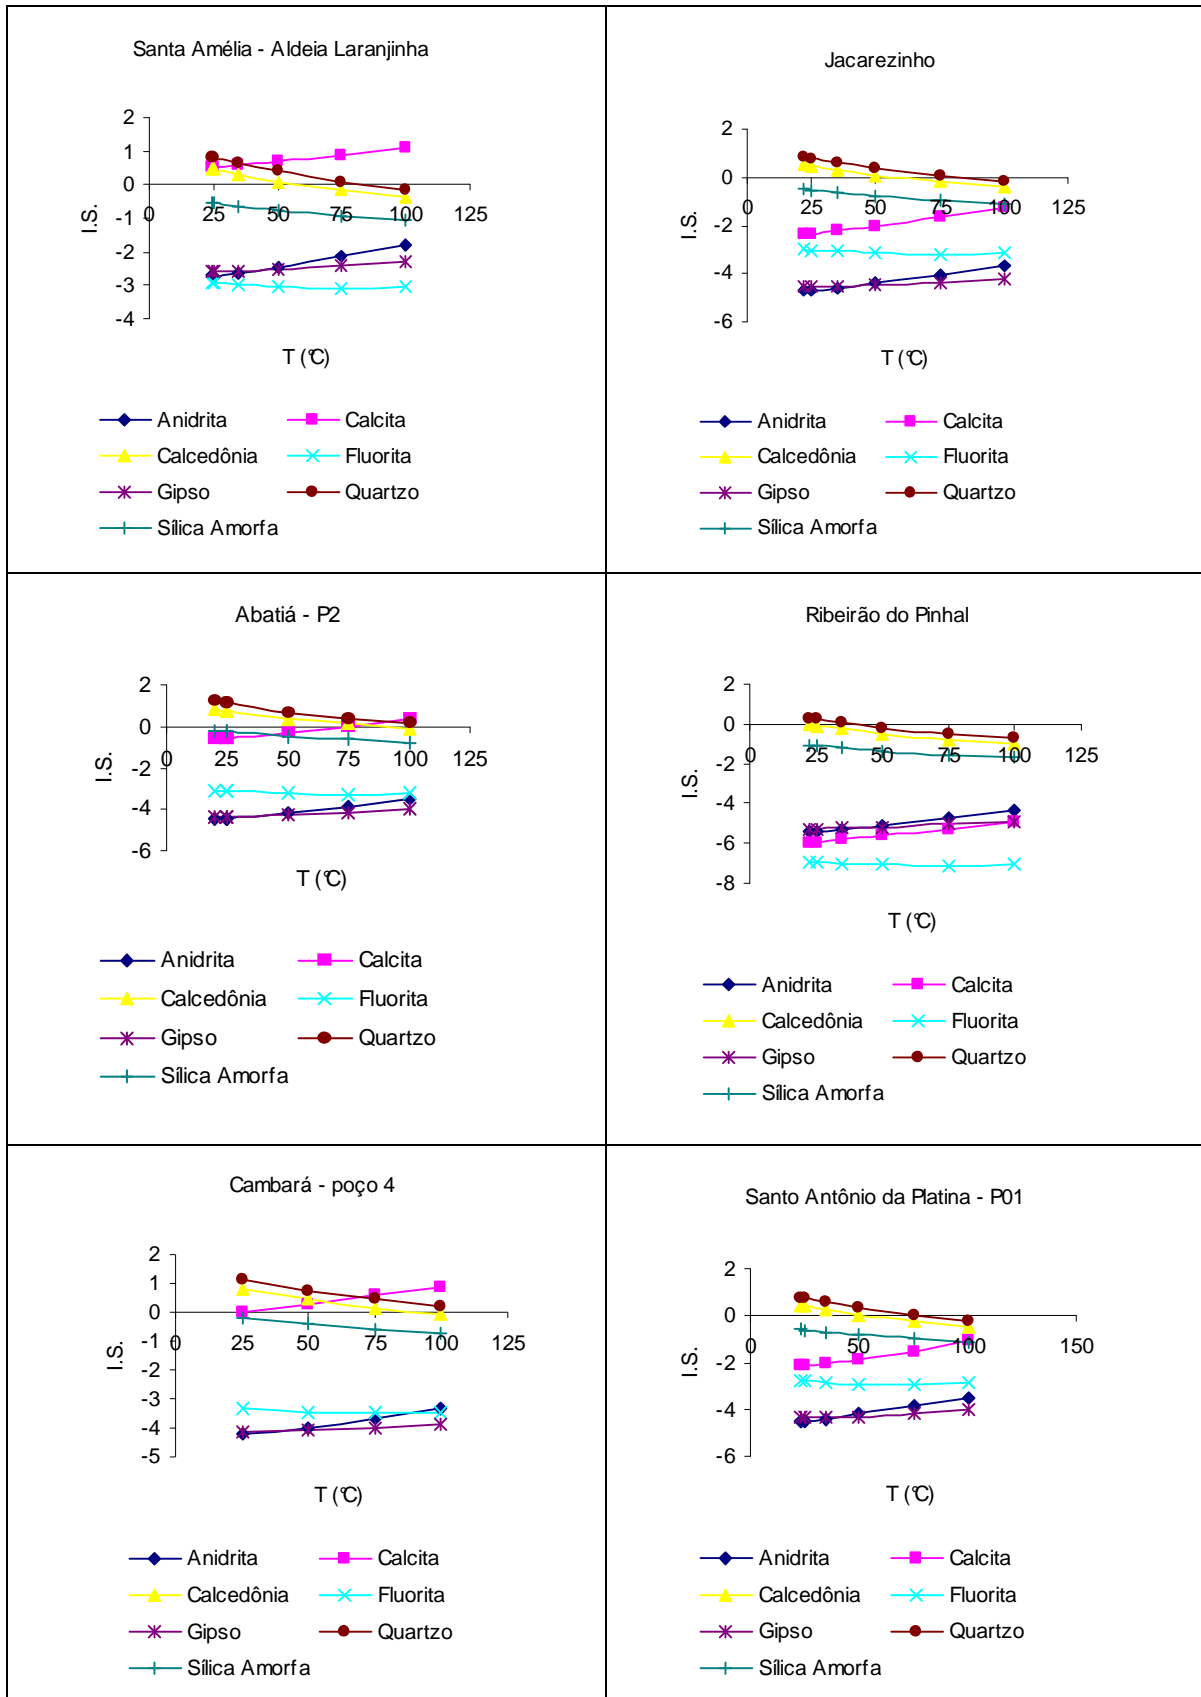 Santa Amélia - Aldeia Laranjinha
2
1
0
-1
-2
-3
-4
0 25 50 75 100 125
I.S.
T (°C)
Anidrita Calcita
Calcedônia Fluorita
Gipso Quartzo
Sílica Amorfa
Jacarezinho
2
0
-2
-4
-6
0 25 50 75 100 125
I.S.
T (°C)
Anidrita Calcita
Calcedônia Fluorita
Gipso Quartzo
Sílica Amorfa
Abatiá - P2
2
0
-2
-4
-6
0 25 50 75 100 125
I.S.
T (°C)
Anidrita Calcita
Calcedônia Fluorita
Gipso Quartzo
Sílica Amorfa
Ribeirão do Pinhal
2
0
-2
-4
-6
-8
0 25 50 75 100 125
I.S.
T (°C)
Anidrita Calcita
Calcedônia Fluorita
Gipso Quartzo
Sílica Amorfa
Cambará - poço 4
2
1
0
-1
-2
-3
-4
-5
0 25 50 75 100 125
I.S.
T (°C)
Anidrita Calcita
Calcedônia Fluorita
Gipso Quartzo
Sílica Amorfa
Santo Antônio da Platina - P01
2
0
-2
-4
-6
0 50 100 150
I.S.
T (°C)
Anidrita Calcita
Calcedônia Fluorita
Gipso Quartzo
Sílica Amorfa